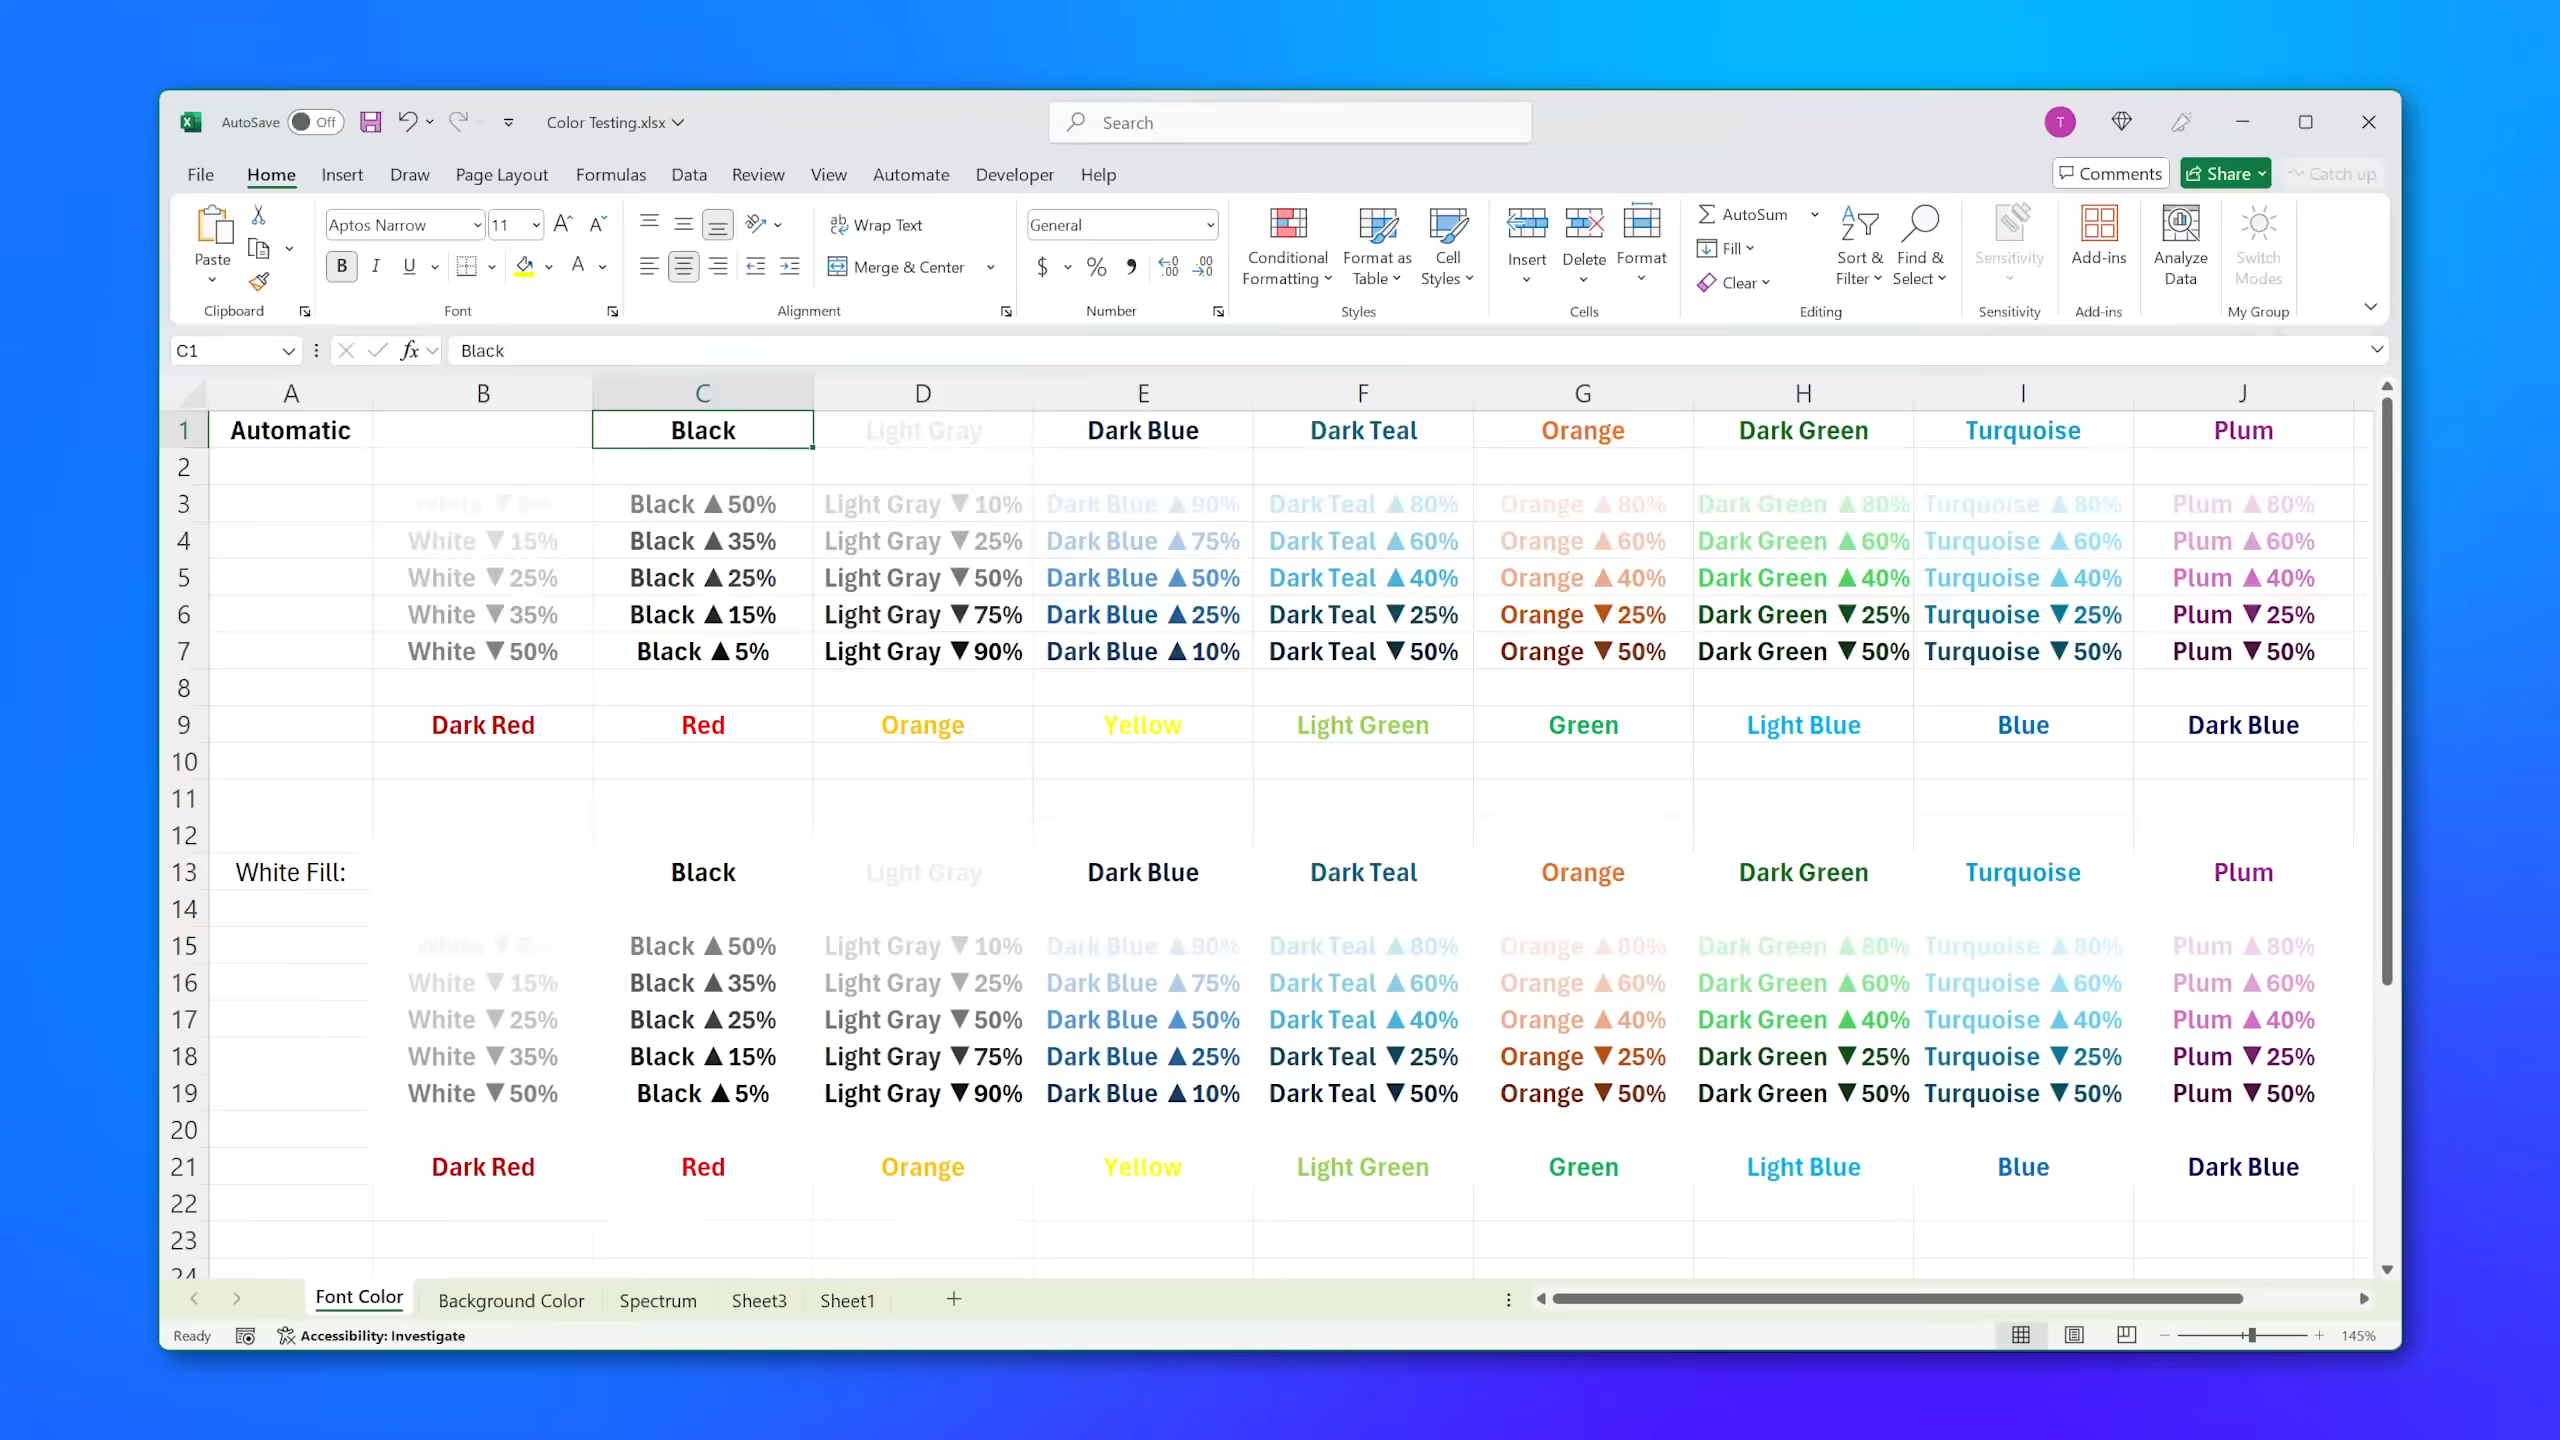 AutoSave Off Color Testing.xlsx Search T
File Home Insert Draw Page Layout Formulas Data Review View Automate Developer Help Comments Share Catch up
Paste Aptos Narrow 11 Wrap Text General Conditional Formatting Format as Table Cell Styles Insert Delete Format AutoSum Fill Clear Sort & Filter Find & Select Sensitivity Add-ins Analyze Data Switch Modes
B I U A Merge & Center $ %
Clipboard Font Alignment Number Styles Cells Editing Sensitivity Add-ins My Group
C1 fx Black
A B C D E F G H I J
1 Automatic Black Light Gray Dark Blue Dark Teal Orange Dark Green Turquoise Plum
2
3 White ▼ Black ▲50% Light Gray ▼10% Dark Blue ▲90% Dark Teal ▲80% Orange ▲80% Dark Green ▲80% Turquoise ▲80% Plum ▲80%
4 White ▼15% Black ▲35% Light Gray ▼25% Dark Blue ▲75% Dark Teal ▲60% Orange ▲60% Dark Green ▲60% Turquoise ▲60% Plum ▲60%
5 White ▼25% Black ▲25% Light Gray ▼50% Dark Blue ▲50% Dark Teal ▲40% Orange ▲40% Dark Green ▲40% Turquoise ▲40% Plum ▲40%
6 White ▼35% Black ▲15% Light Gray ▼75% Dark Blue ▲25% Dark Teal ▼25% Orange ▼25% Dark Green ▼25% Turquoise ▼25% Plum ▼25%
7 White ▼50% Black ▲5% Light Gray ▼90% Dark Blue ▲10% Dark Teal ▼50% Orange ▼50% Dark Green ▼50% Turquoise ▼50% Plum ▼50%
8
9 Dark Red Red Orange Yellow Light Green Green Light Blue Blue Dark Blue
10
11
12
13 White Fill: Black Light Gray Dark Blue Dark Teal Orange Dark Green Turquoise Plum
14
15 White ▼ Black ▲50% Light Gray ▼10% Dark Blue ▲90% Dark Teal ▲80% Orange ▲80% Dark Green ▲80% Turquoise ▲80% Plum ▲80%
16 White ▼15% Black ▲35% Light Gray ▼25% Dark Blue ▲75% Dark Teal ▲60% Orange ▲60% Dark Green ▲60% Turquoise ▲60% Plum ▲60%
17 White ▼25% Black ▲25% Light Gray ▼50% Dark Blue ▲50% Dark Teal ▲40% Orange ▲40% Dark Green ▲40% Turquoise ▲40% Plum ▲40%
18 White ▼35% Black ▲15% Light Gray ▼75% Dark Blue ▲25% Dark Teal ▼25% Orange ▼25% Dark Green ▼25% Turquoise ▼25% Plum ▼25%
19 White ▼50% Black ▲5% Light Gray ▼90% Dark Blue ▲10% Dark Teal ▼50% Orange ▼50% Dark Green ▼50% Turquoise ▼50% Plum ▼50%
20
21 Dark Red Red Orange Yellow Light Green Green Light Blue Blue Dark Blue
22
23
24
Font Color Background Color Spectrum Sheet3 Sheet1
Ready Accessibility: Investigate 145%